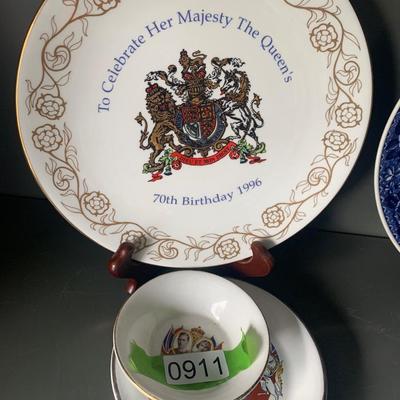 To Celebrate Her Majesty The Queen's
70th Birthday 1996
0911